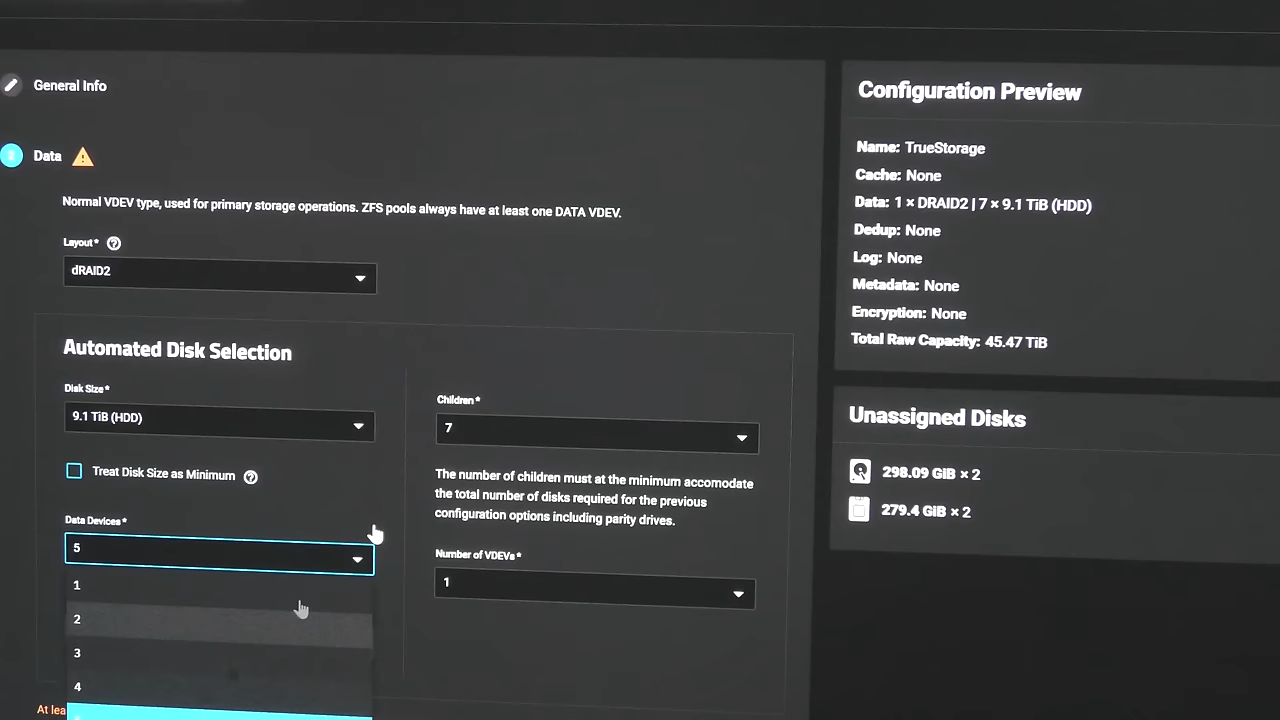 General Info
Data
Normal VDEV type, used for primary storage operations. ZFS pools always have at least one DATA VDEV.
Layout*
dRAID2
Automated Disk Selection
Disk Size*
9.1 TiB (HDD)
Treat Disk Size as Minimum
Data Devices*
5
1
2
3
4
At lea
Children*
7
The number of children must at the minimum accomodate
the total number of disks required for the previous
configuration options including parity drives.
Number of VDEVs*
1
Configuration Preview
Name: TrueStorage
Cache: None
Data: 1 × DRAID2 | 7 × 9.1 TiB (HDD)
Dedup: None
Log: None
Metadata: None
Encryption: None
Total Raw Capacity: 45.47 TiB
Unassigned Disks
298.09 GiB × 2
279.4 GiB × 2